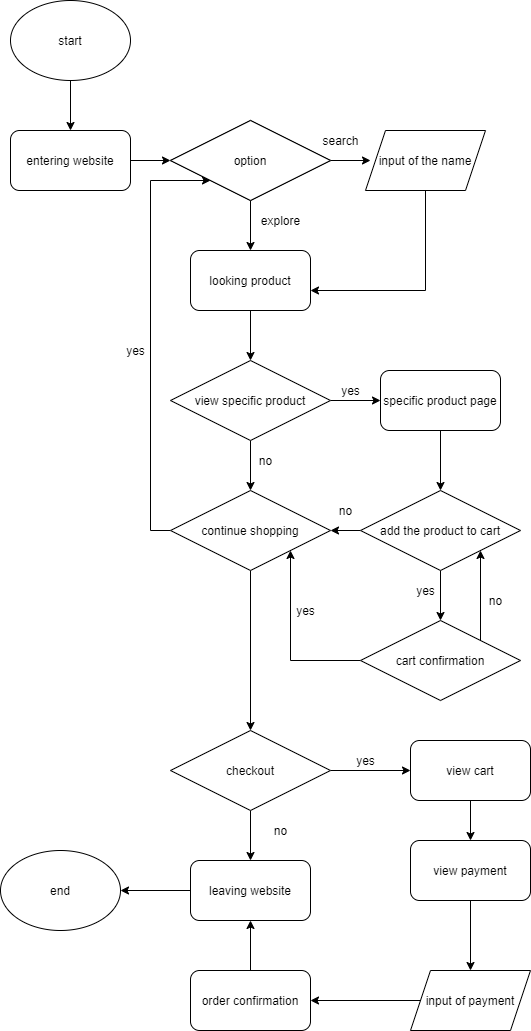 start
entering website
option
search
input of the name
explore
looking product
yes
view specific product
yes
specific product page
no
continue shopping
no
add the product to cart
yes
no
yes
cart confirmation
checkout
yes
view cart
no
view payment
end
leaving website
order confirmation
input of payment